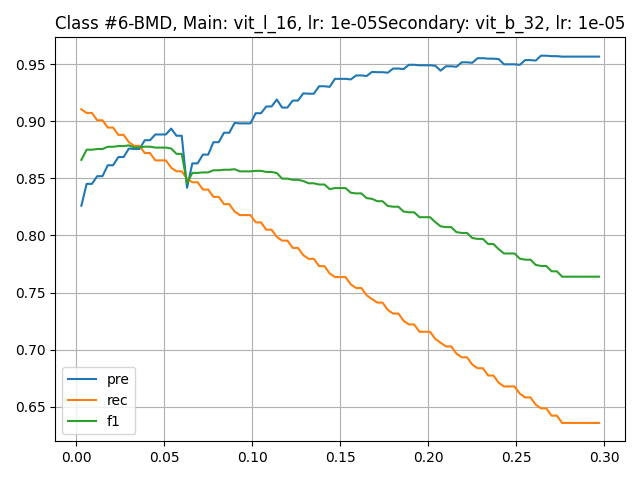 Class #6-BMD, Main: vit_l_16, lr: 1e-05Secondary: vit_b_32, lr: 1e-05
0.95
0.90
0.85
0.80
0.75
0.70
0.65
pre
rec
f1
0.00 0.05 0.10 0.15 0.20 0.25 0.30